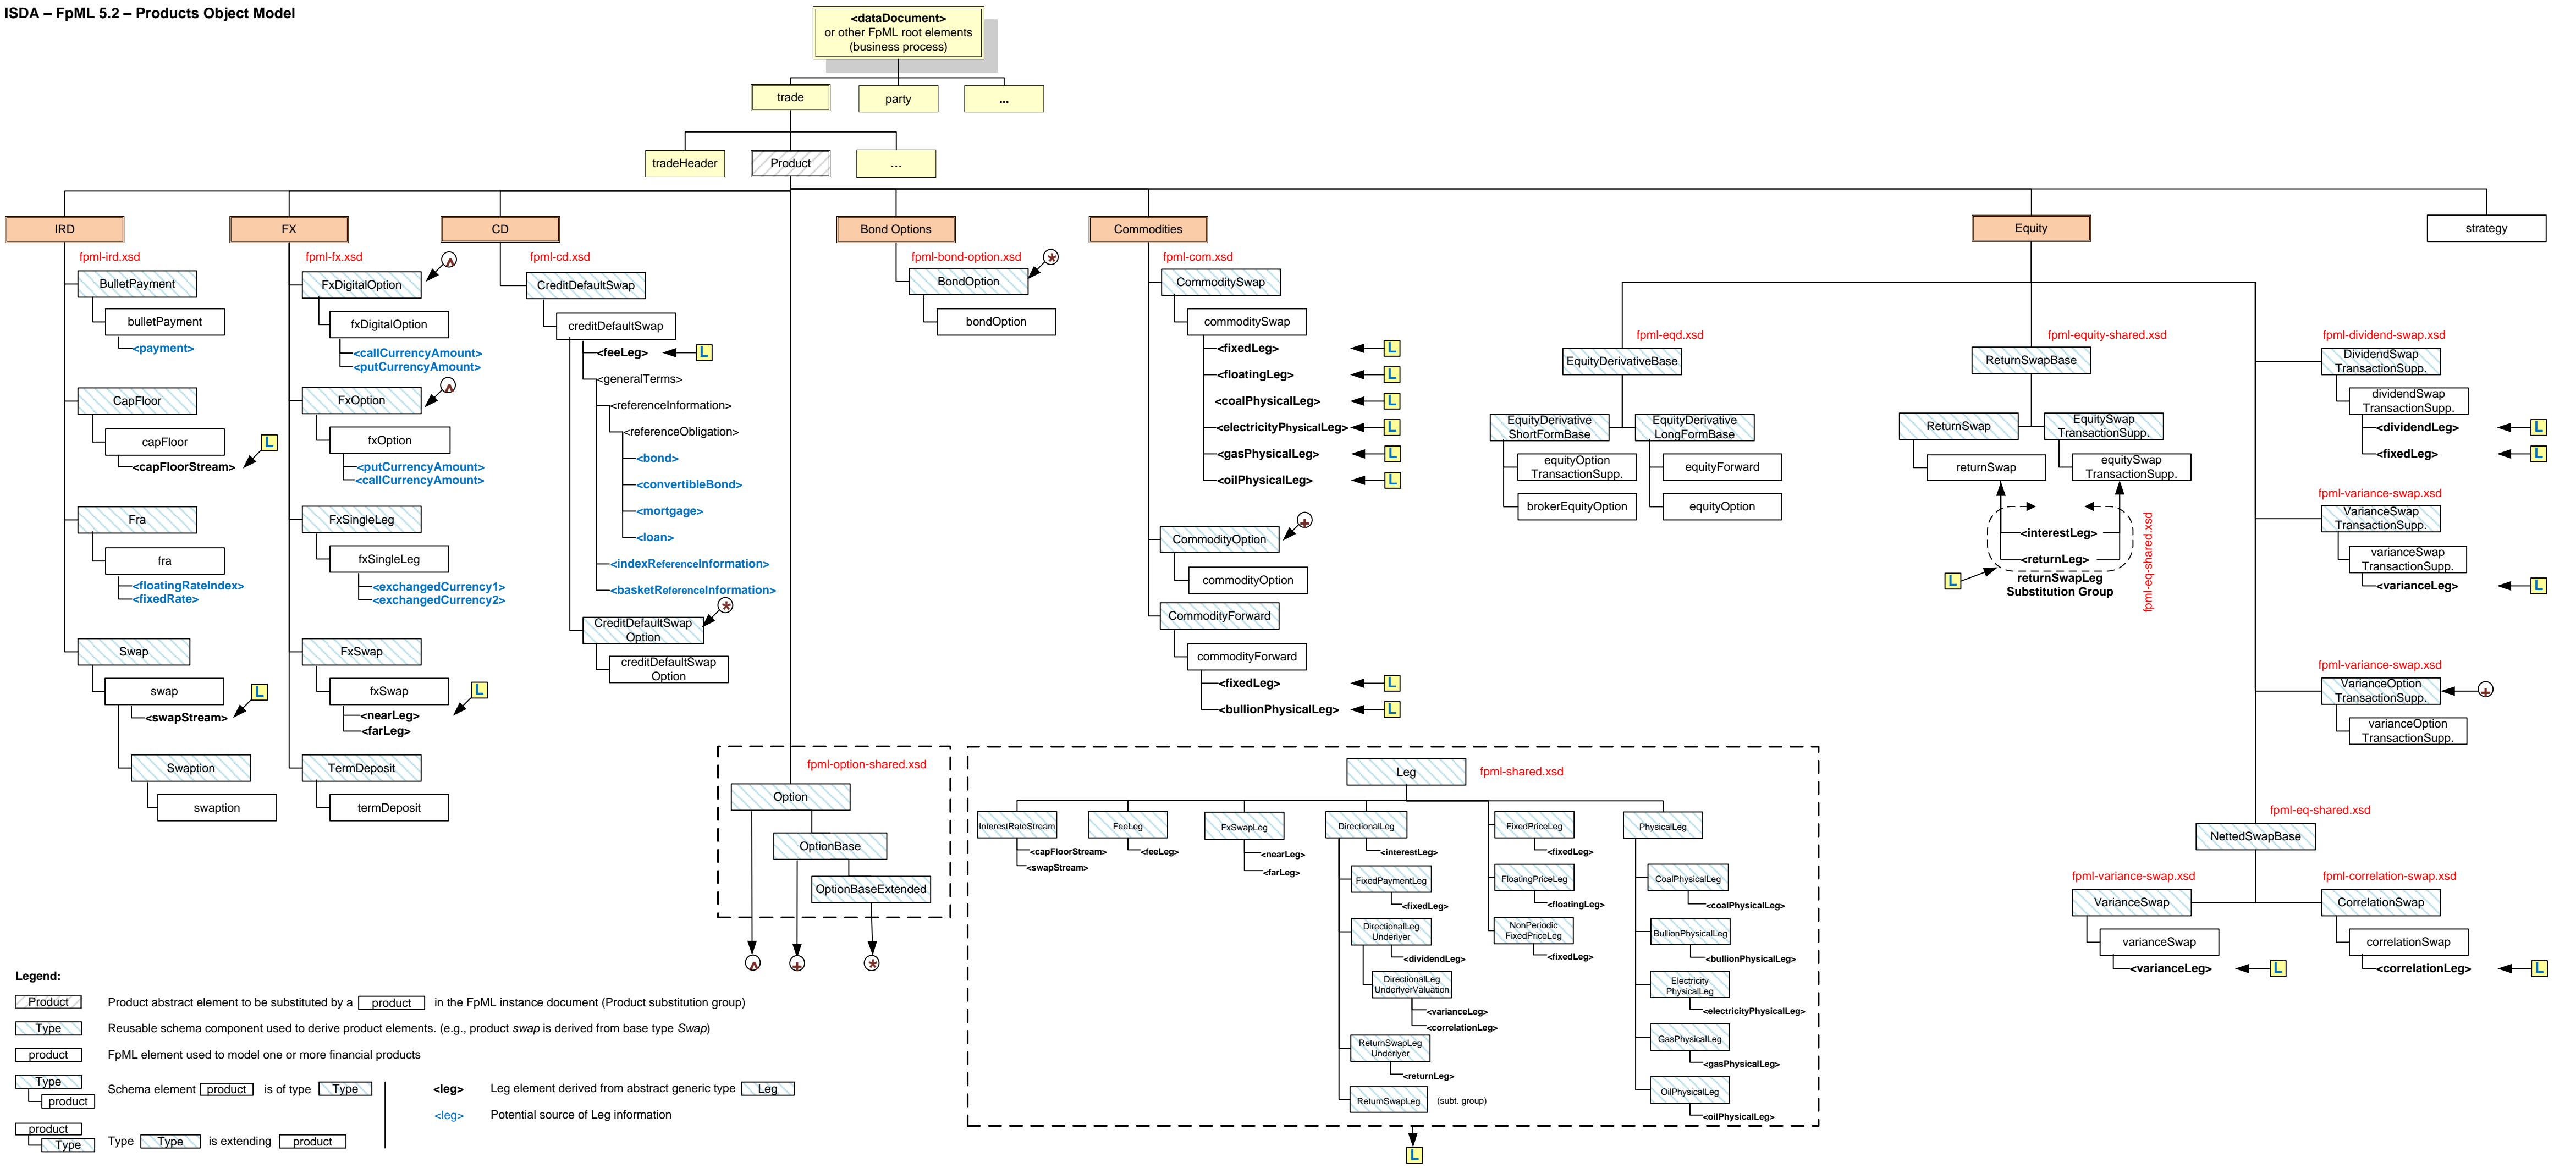 ISDA – FpML 5.2 – Products Object Model
<dataDocument>
or other FpML root elements
(business process)
trade
party
...
tradeHeader
Product
...
IRD
fpml-ird.xsd
BulletPayment
bulletPayment
<payment>
CapFloor
capFloor
L
<capFloorStream>
Fra
fra
<floatingRateIndex>
<fixedRate>
Swap
swap
L
<swapStream>
Swaption
swaption
FX
fpml-fx.xsd
^
FxDigitalOption
fxDigitalOption
<callCurrencyAmount>
<putCurrencyAmount>
^
FxOption
fxOption
<putCurrencyAmount>
<callCurrencyAmount>
FxSingleLeg
fxSingleLeg
<exchangedCurrency1>
<exchangedCurrency2>
FxSwap
fxSwap
L
<nearLeg>
<farLeg>
TermDeposit
termDeposit
CD
fpml-cd.xsd
CreditDefaultSwap
creditDefaultSwap
<feeLeg>
L
<generalTerms>
<referenceInformation>
<referenceObligation>
<bond>
<convertibleBond>
<mortgage>
<loan>
<indexReferenceInformation>
<basketReferenceInformation>
*
CreditDefaultSwap
Option
creditDefaultSwap
Option
fpml-option-shared.xsd
Option
OptionBase
OptionBaseExtended
^
+
*
Bond Options
fpml-bond-option.xsd
*
BondOption
bondOption
Commodities
fpml-com.xsd
CommoditySwap
commoditySwap
<fixedLeg>
L
<floatingLeg>
L
<coalPhysicalLeg>
L
<electricityPhysicalLeg>
L
<gasPhysicalLeg>
L
<oilPhysicalLeg>
L
+
CommodityOption
commodityOption
CommodityForward
commodityForward
<fixedLeg>
L
<bullionPhysicalLeg>
L
Leg
fpml-shared.xsd
InterestRateStream
<capFloorStream>
<swapStream>
FeeLeg
<feeLeg>
FxSwapLeg
<nearLeg>
<farLeg>
DirectionalLeg
<interestLeg>
FixedPaymentLeg
<fixedLeg>
DirectionalLeg
Underlyer
<dividendLeg>
DirectionalLeg
UnderlyerValuation
<varianceLeg>
<correlationLeg>
ReturnSwapLeg
Underlyer
<returnLeg>
ReturnSwapLeg
(subt. group)
FixedPriceLeg
<fixedLeg>
FloatingPriceLeg
<floatingLeg>
NonPeriodic
FixedPriceLeg
<fixedLeg>
PhysicalLeg
CoalPhysicalLeg
<coalPhysicalLeg>
BullionPhysicalLeg
<bullionPhysicalLeg>
Electricity
PhysicalLeg
<electricityPhysicalLeg>
GasPhysicalLeg
<gasPhysicalLeg>
OilPhysicalLeg
<oilPhysicalLeg>
L
Equity
fpml-eqd.xsd
EquityDerivativeBase
EquityDerivative
ShortFormBase
equityOption
TransactionSupp.
brokerEquityOption
EquityDerivative
LongFormBase
equityForward
equityOption
fpml-equity-shared.xsd
ReturnSwapBase
ReturnSwap
returnSwap
EquitySwap
TransactionSupp.
equitySwap
TransactionSupp.
<interestLeg>
<returnLeg>
L
returnSwapLeg
Substitution Group
fpml-eq-shared.xsd
strategy
fpml-dividend-swap.xsd
DividendSwap
TransactionSupp.
dividendSwap
TransactionSupp.
<dividendLeg>
L
<fixedLeg>
L
fpml-variance-swap.xsd
VarianceSwap
TransactionSupp.
varianceSwap
TransactionSupp.
<varianceLeg>
L
fpml-variance-swap.xsd
VarianceOption
TransactionSupp.
+
varianceOption
TransactionSupp.
fpml-eq-shared.xsd
NettedSwapBase
fpml-variance-swap.xsd
VarianceSwap
varianceSwap
<varianceLeg>
L
fpml-correlation-swap.xsd
CorrelationSwap
correlationSwap
<correlationLeg>
L
Legend:
Product
Product abstract element to be substituted by a product in the FpML instance document (Product substitution group)
Type
Reusable schema component used to derive product elements. (e.g., product swap is derived from base type Swap)
product
FpML element used to model one or more financial products
Type
product
Schema element product is of type Type
product
Type
Type Type is extending product
<leg>
Leg element derived from abstract generic type Leg
<leg>
Potential source of Leg information